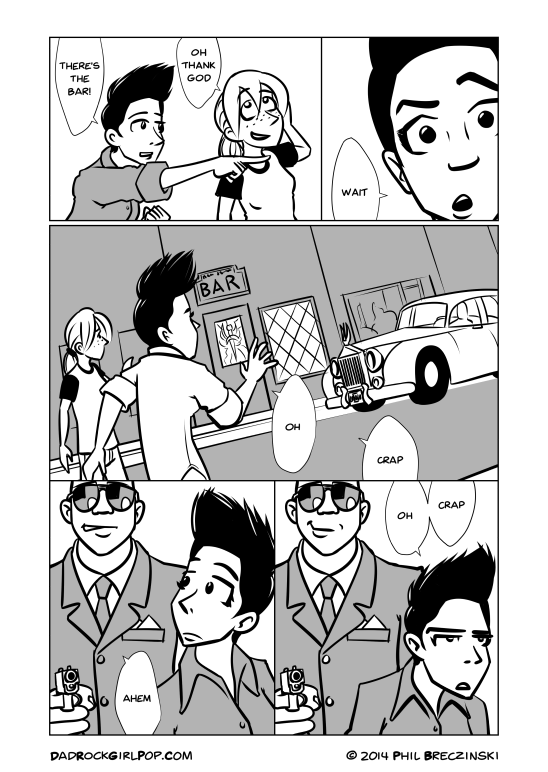 THERE'S
THE
BAR!
OH
THANK
GOD
WAIT
BAR
OH
CRAP
AHEM
OH
CRAP
DADROCKGIRLPOP.COM
© 2014 PHIL BRECZINSKI